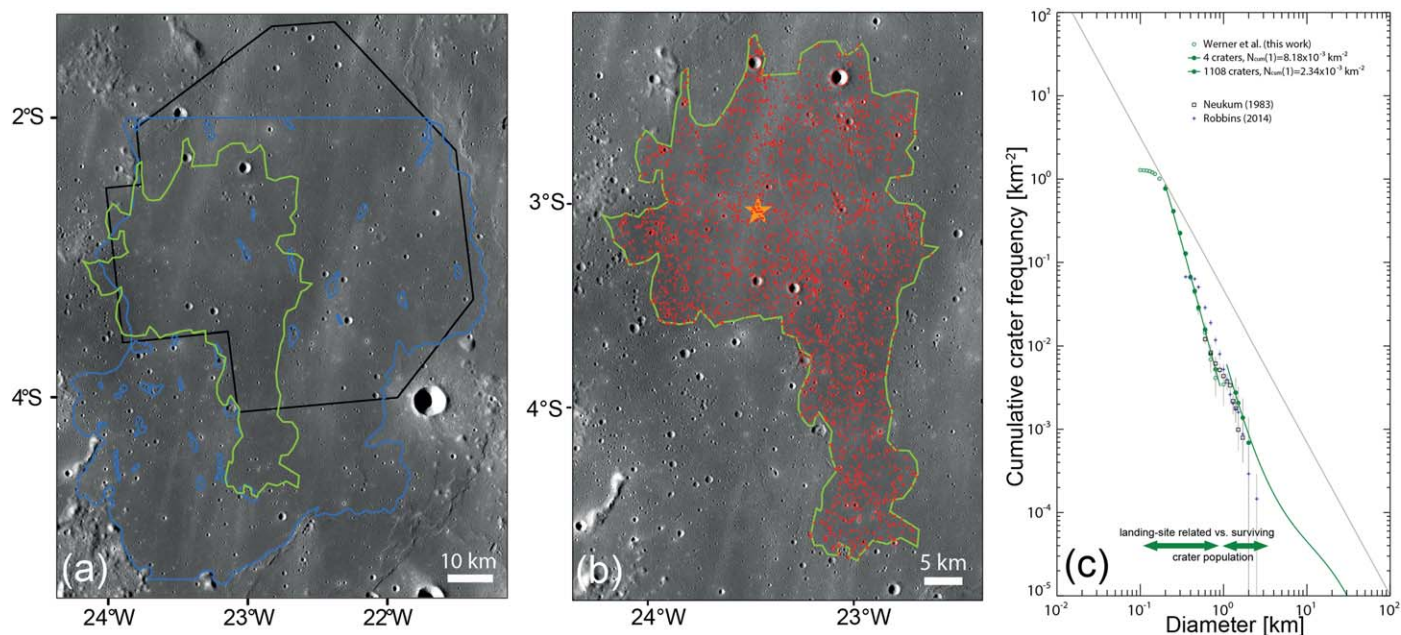 2°S
4°S
24°W
23°W
22°W
(a)
10 km
3°S
4°S
24°W
23°W
(b)
5 km
Cumulative crater frequency [km⁻²]
10²
10¹
10⁰
10⁻¹
10⁻²
10⁻³
10⁻⁴
10⁻⁵
Werner et al. (this work)
4 craters, Ncum(1)=8.18x10⁻³ km⁻²
1108 craters, Ncum(1)=2.34x10⁻³ km⁻²
Neukum (1983)
Robbins (2014)
landing-site related vs. surviving
crater population
(c)
10⁻² 10⁻¹ 10⁰ 10¹ 10²
Diameter [km]